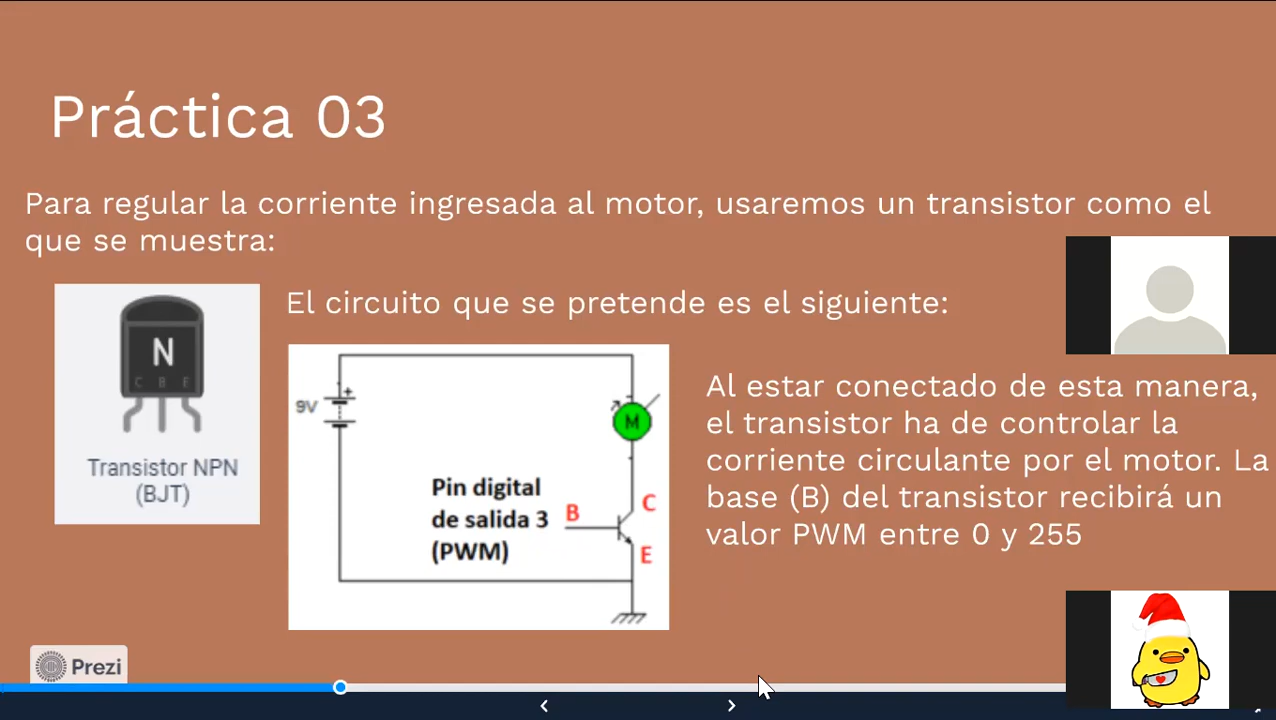 Práctica 03
Para regular la corriente ingresada al motor, usaremos un transistor como el
que se muestra:
N
C B E
Transistor NPN
(BJT)
El circuito que se pretende es el siguiente:
9V
+
M
Pin digital
de salida 3
(PWM)
B
C
E
Al estar conectado de esta manera,
el transistor ha de controlar la
corriente circulante por el motor. La
base (B) del transistor recibirá un
valor PWM entre 0 y 255
Prezi